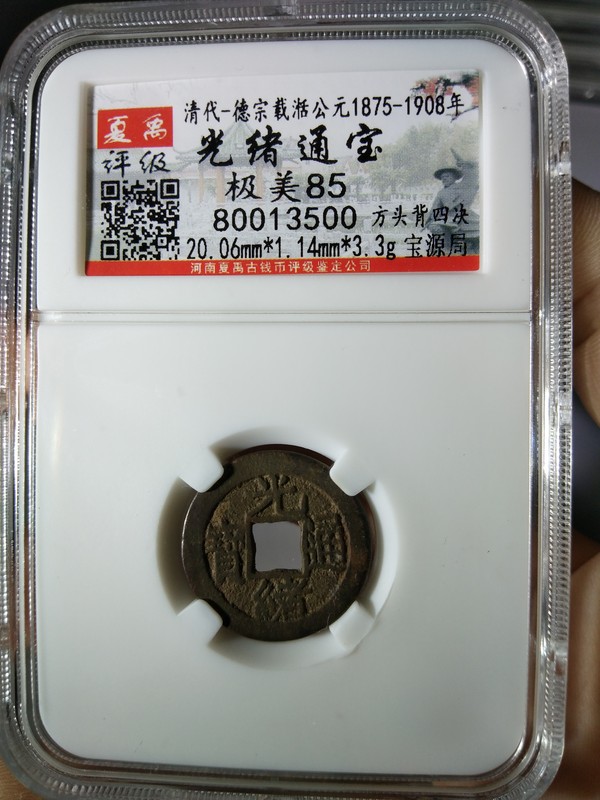 夏禹
评级
清代-德宗载湉公元1875-1908年
光绪通宝
极美85
80013500 方头背四决
20.06mm*1.14mm*3.3g 宝源局
河南夏禹古钱币评级鉴定公司
光
寶 通
緒